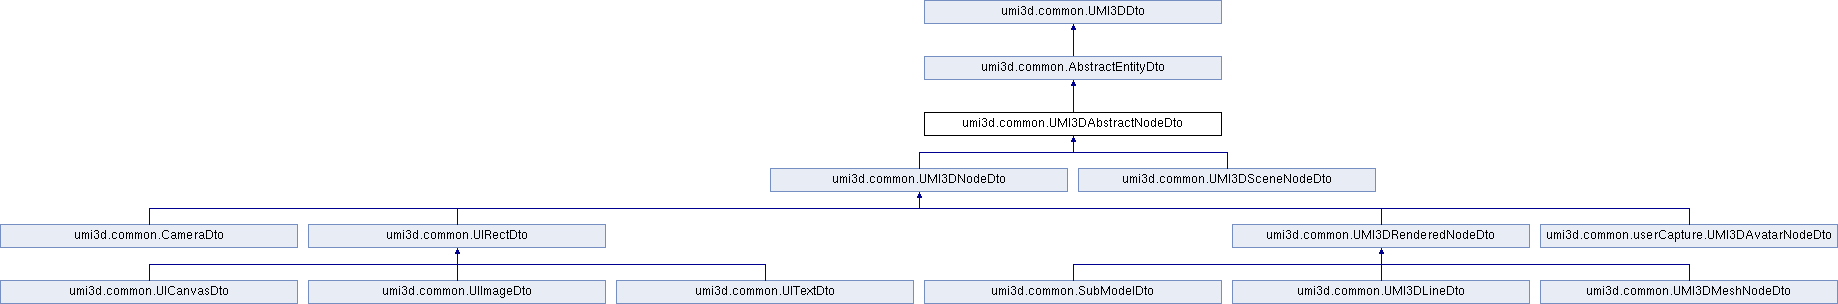 umi3d.common.UMI3DDto
umi3d.common.AbstractEntityDto
umi3d.common.UMI3DAbstractNodeDto
umi3d.common.UMI3DNodeDto
umi3d.common.UMI3DSceneNodeDto
umi3d.common.CameraDto
umi3d.common.UIRectDto
umi3d.common.UMI3DRenderedNodeDto
umi3d.common.userCapture.UMI3DAvatarNodeDto
umi3d.common.UICanvasDto
umi3d.common.UIImageDto
umi3d.common.UITextDto
umi3d.common.SubModelDto
umi3d.common.UMI3DLineDto
umi3d.common.UMI3DMeshNodeDto